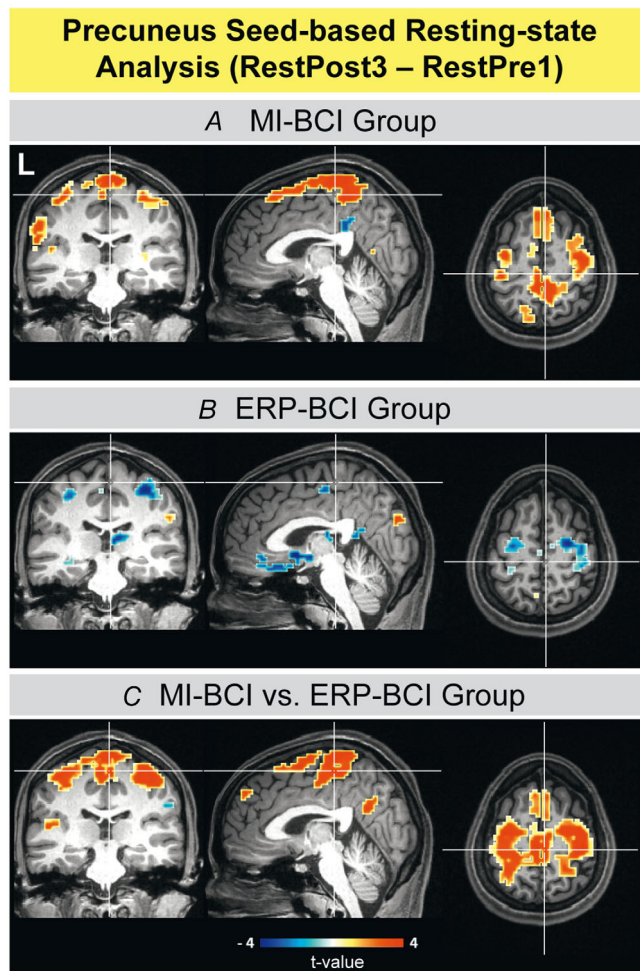 Precuneus Seed-based Resting-state
Analysis (RestPost3 – RestPre1)
A MI-BCI Group
L
B ERP-BCI Group
C MI-BCI vs. ERP-BCI Group
- 4 4
t-value